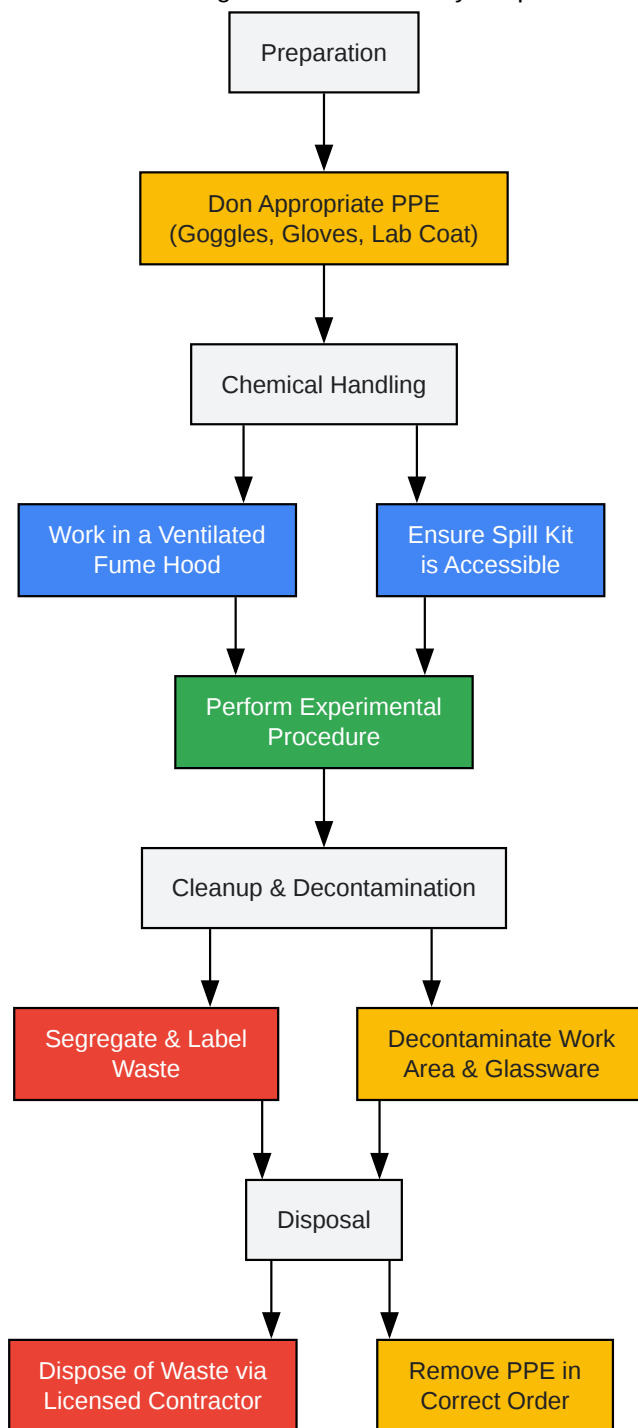 Preparation
Don Appropriate PPE
(Goggles, Gloves, Lab Coat)
Chemical Handling
Work in a Ventilated
Fume Hood
Ensure Spill Kit
is Accessible
Perform Experimental
Procedure
Cleanup & Decontamination
Segregate & Label
Waste
Decontaminate Work
Area & Glassware
Disposal
Dispose of Waste via
Licensed Contractor
Remove PPE in
Correct Order